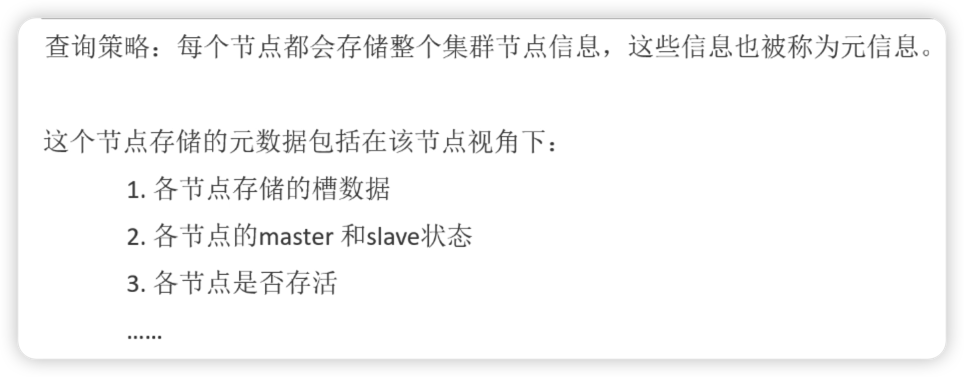 查询策略：每个节点都会存储整个集群节点信息，这些信息也被称为元信息。
这个节点存储的元数据包括在该节点视角下：
1. 各节点存储的槽数据
2. 各节点的master 和slave状态
3. 各节点是否存活
……